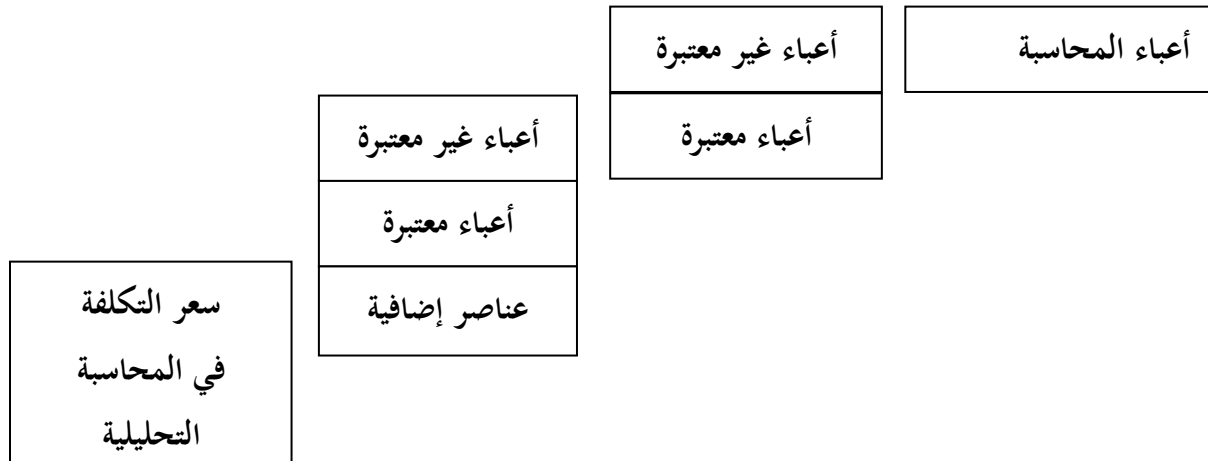 أعباء المحاسبة
أعباء غير معتبرة
أعباء معتبرة
أعباء غير معتبرة
أعباء معتبرة
عناصر إضافية
سعر التكلفة
في المحاسبة
التحليلية